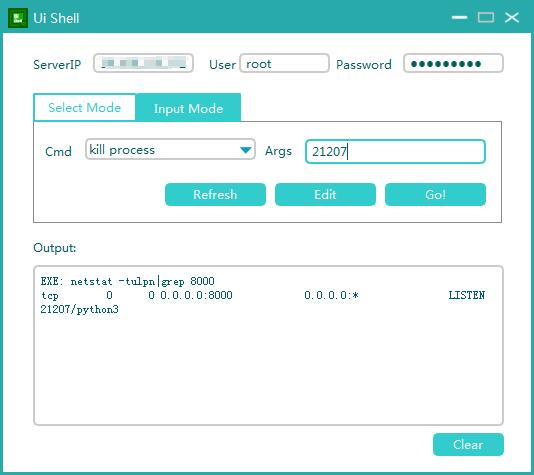 Ui Shell
ServerIP User root Password
Select Mode Input Mode
Cmd kill process Args 21207
Refresh Edit Go!
Output:
EXE: netstat -tulpn|grep 8000
tcp 0 0 0.0.0.0:8000 0.0.0.0:* LISTEN
21207/python3
Clear